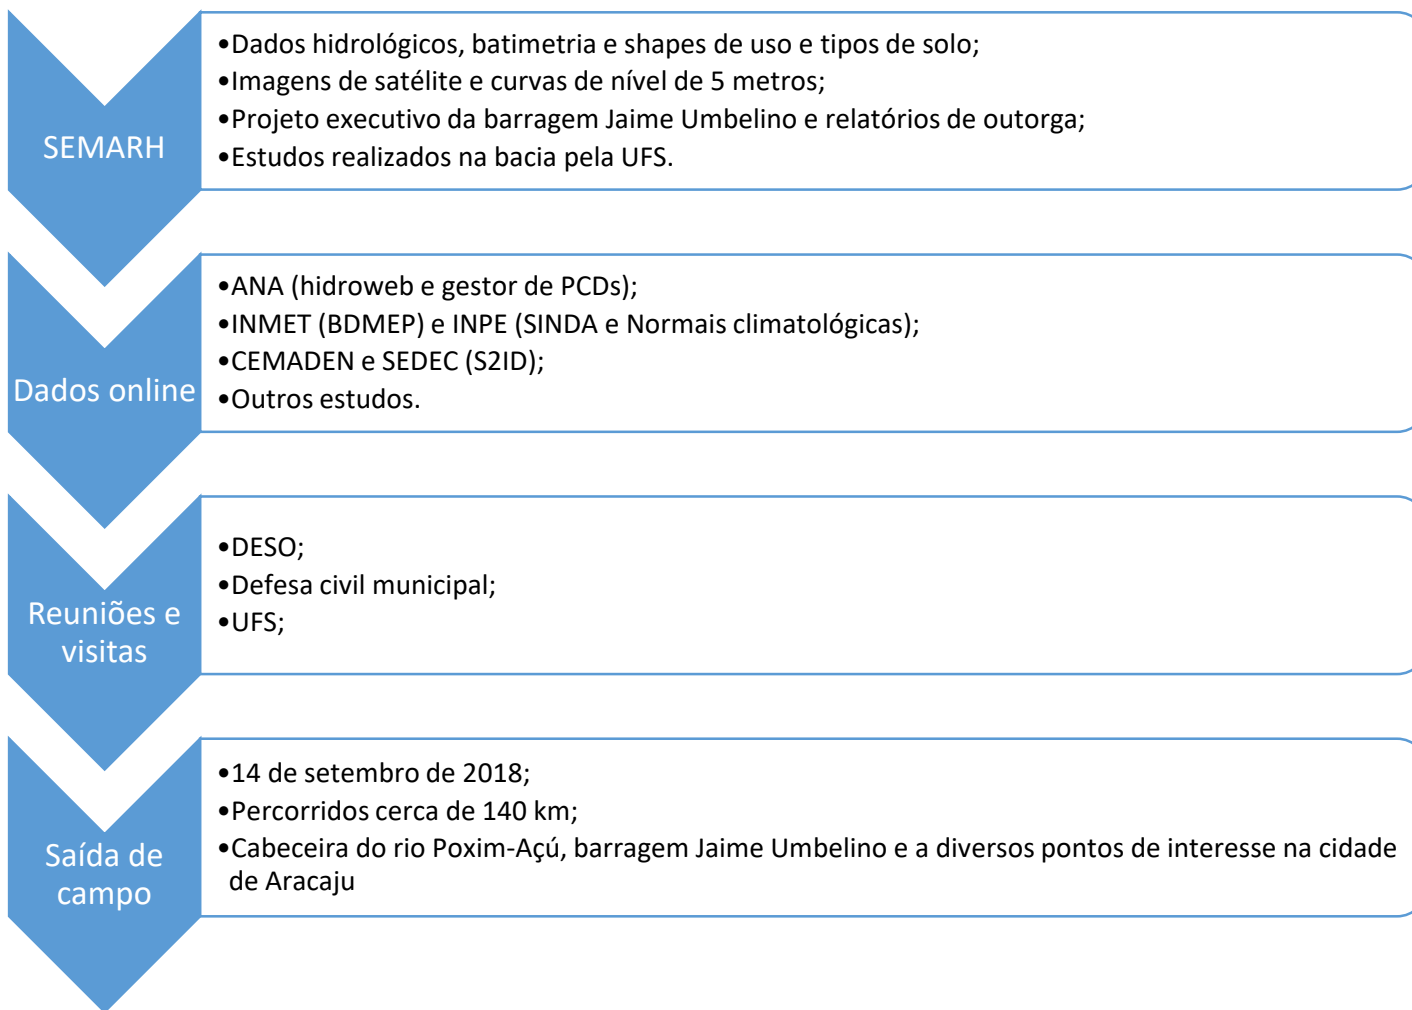 SEMARH
•Dados hidrológicos, batimetria e shapes de uso e tipos de solo;
•Imagens de satélite e curvas de nível de 5 metros;
•Projeto executivo da barragem Jaime Umbelino e relatórios de outorga;
•Estudos realizados na bacia pela UFS.
Dados online
•ANA (hidroweb e gestor de PCDs);
•INMET (BDMEP) e INPE (SINDA e Normais climatológicas);
•CEMADEN e SEDEC (S2ID);
•Outros estudos.
Reuniões e
visitas
•DESO;
•Defesa civil municipal;
•UFS;
Saída de
campo
•14 de setembro de 2018;
•Percorridos cerca de 140 km;
•Cabeceira do rio Poxim-Açú, barragem Jaime Umbelino e a diversos pontos de interesse na cidade
de Aracaju